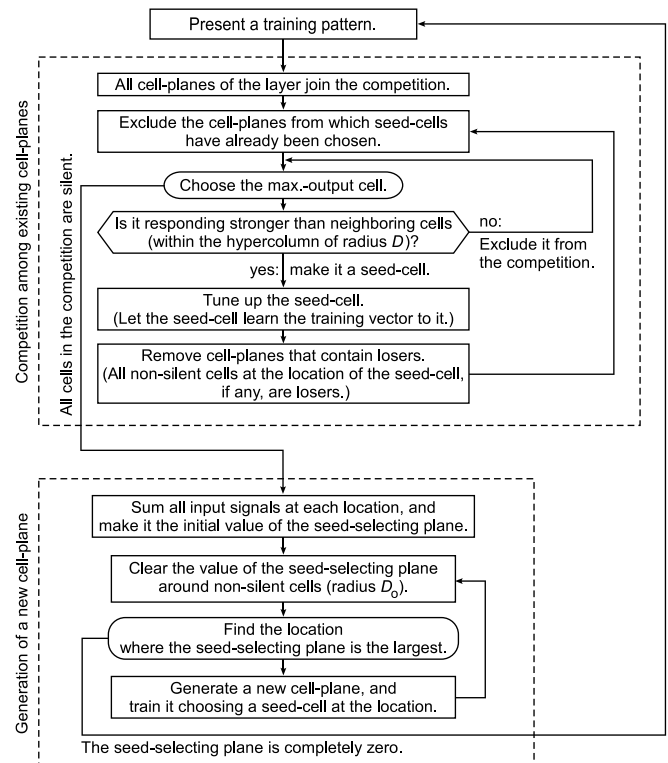 Present a training pattern.
Competition among existing cell-planes
All cells in the competition are silent.
All cell-planes of the layer join the competition.
Exclude the cell-planes from which seed-cells
have already been chosen.
Choose the max.-output cell.
Is it responding stronger than neighboring cells
(within the hypercolumn of radius D)?
no:
Exclude it from
the competition.
yes: make it a seed-cell.
Tune up the seed-cell.
(Let the seed-cell learn the training vector to it.)
Remove cell-planes that contain losers.
(All non-silent cells at the location of the seed-cell,
if any, are losers.)
Generation of a new cell-plane
Sum all input signals at each location, and
make it the initial value of the seed-selecting plane.
Clear the value of the seed-selecting plane
around non-silent cells (radius Do).
Find the location
where the seed-selecting plane is the largest.
Generate a new cell-plane, and
train it choosing a seed-cell at the location.
The seed-selecting plane is completely zero.